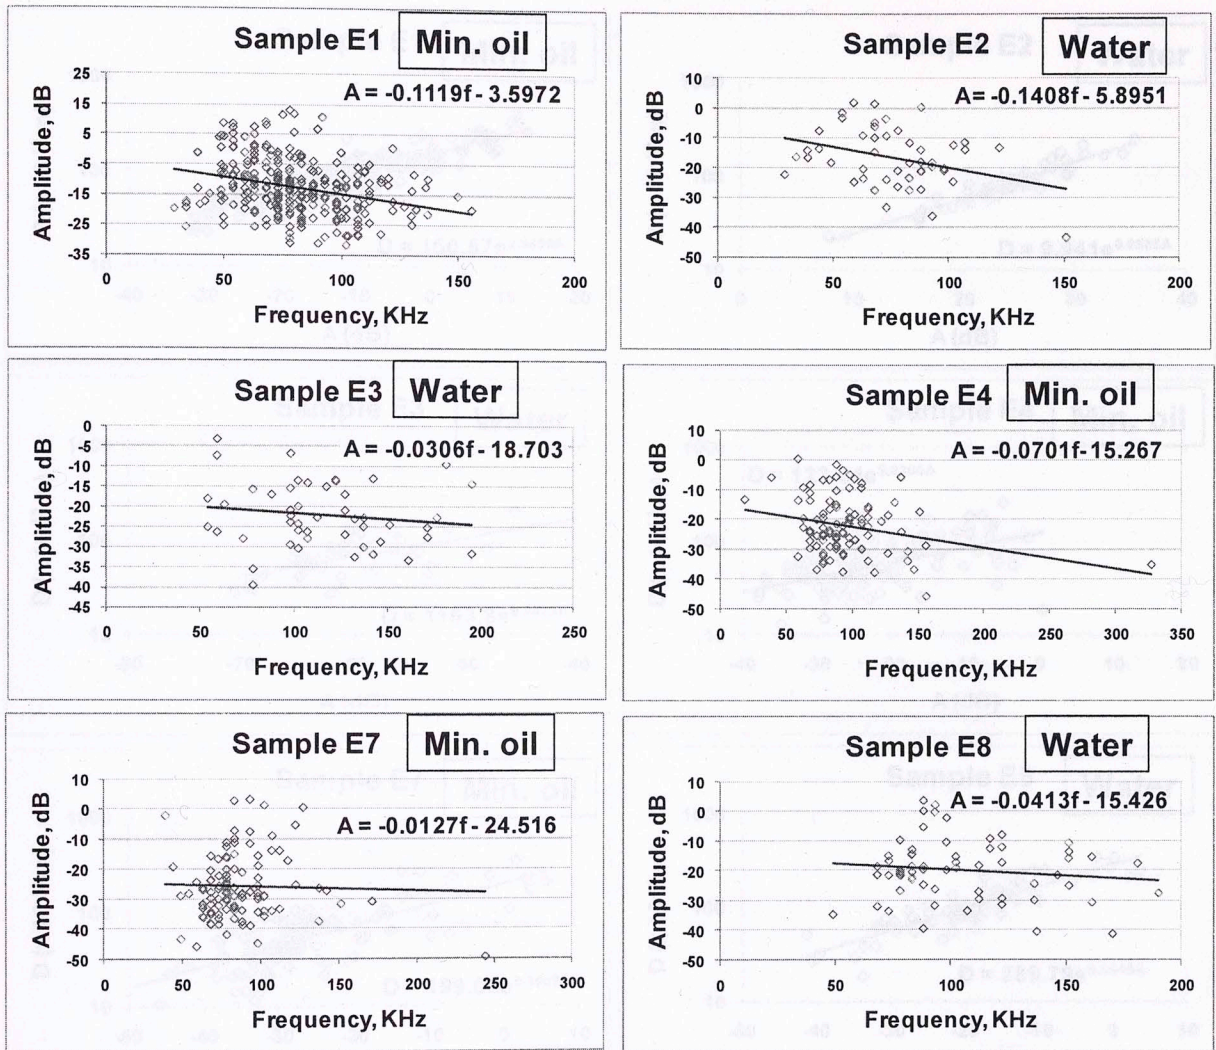 Sample E1 Min. oil
A = -0.1119f - 3.5972
Amplitude, dB
25
15
5
-5
-15
-25
-35
0 50 100 150 200
Frequency, KHz
Sample E2 Water
A= -0.1408f - 5.8951
Amplitude, dB
10
0
-10
-20
-30
-40
-50
0 50 100 150 200
Frequency, KHz
Sample E3 Water
A = -0.0306f - 18.703
Amplitude, dB
0
-5
-10
-15
-20
-25
-30
-35
-40
-45
0 50 100 150 200 250
Frequency, KHz
Sample E4 Min. oil
A = -0.0701f- 15.267
Amplitude, dB
10
0
-10
-20
-30
-40
-50
0 50 100 150 200 250 300 350
Frequency, KHz
Sample E7 Min. oil
A = -0.0127f - 24.516
Amplitude, dB
10
0
-10
-20
-30
-40
-50
0 50 100 150 200 250 300
Frequency, KHz
Sample E8 Water
A = -0.0413f - 15.426
Amplitude, dB
10
0
-10
-20
-30
-40
-50
0 50 100 150 200
Frequency, KHz